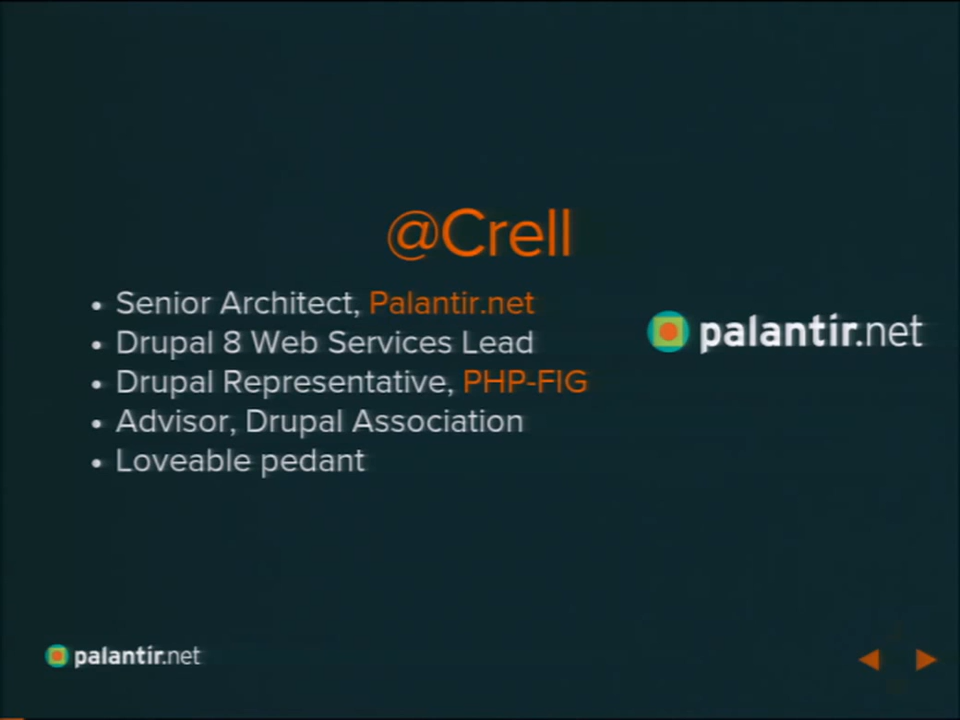 @Crell
• Senior Architect, Palantir.net
• Drupal 8 Web Services Lead
• Drupal Representative, PHP-FIG
• Advisor, Drupal Association
• Loveable pedant
palantir.net
palantir.net